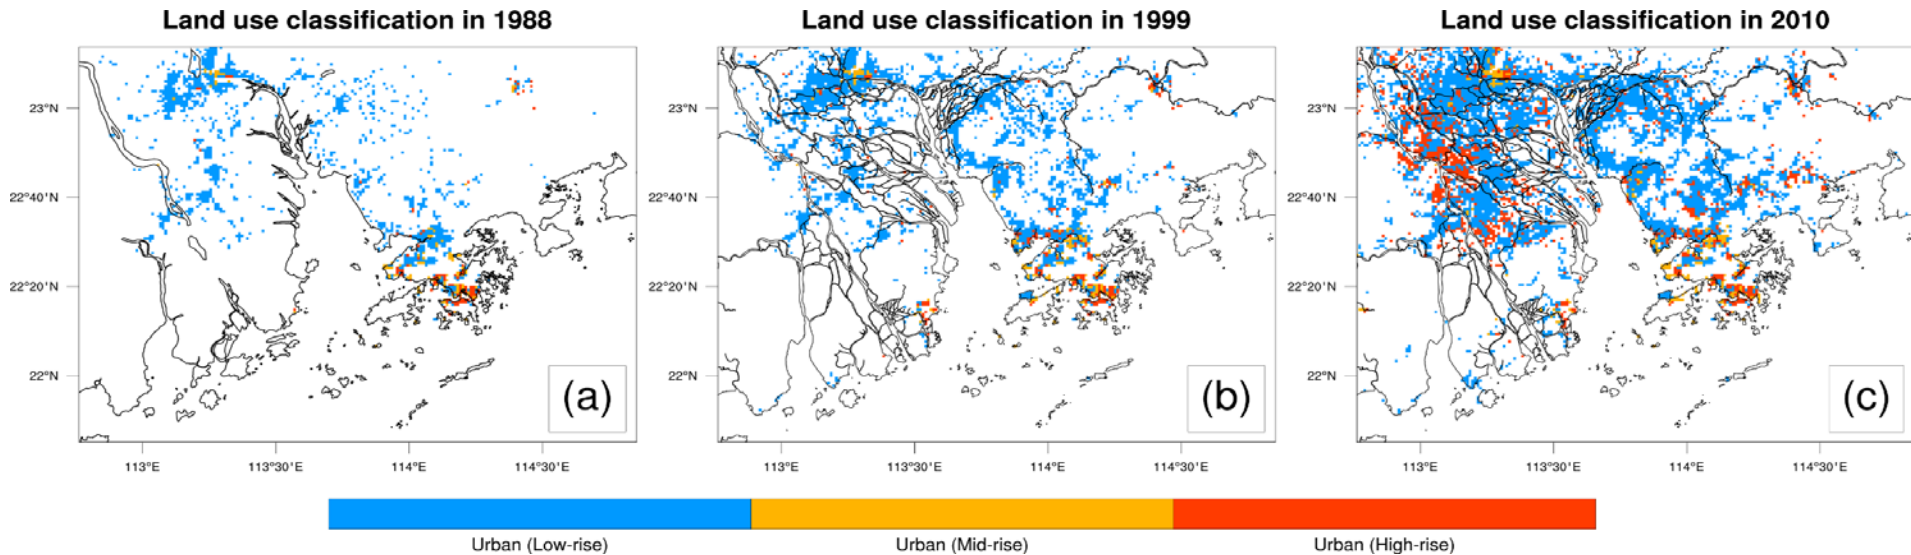 Land use classification in 1988
Land use classification in 1999
Land use classification in 2010
23°N
22°40'N
22°20'N
22°N
113°E
113°30'E
114°E
114°30'E
(a)
23°N
22°40'N
22°20'N
22°N
113°E
113°30'E
114°E
114°30'E
(b)
23°N
22°40'N
22°20'N
22°N
113°E
113°30'E
114°E
114°30'E
(c)
Urban (Low-rise)
Urban (Mid-rise)
Urban (High-rise)